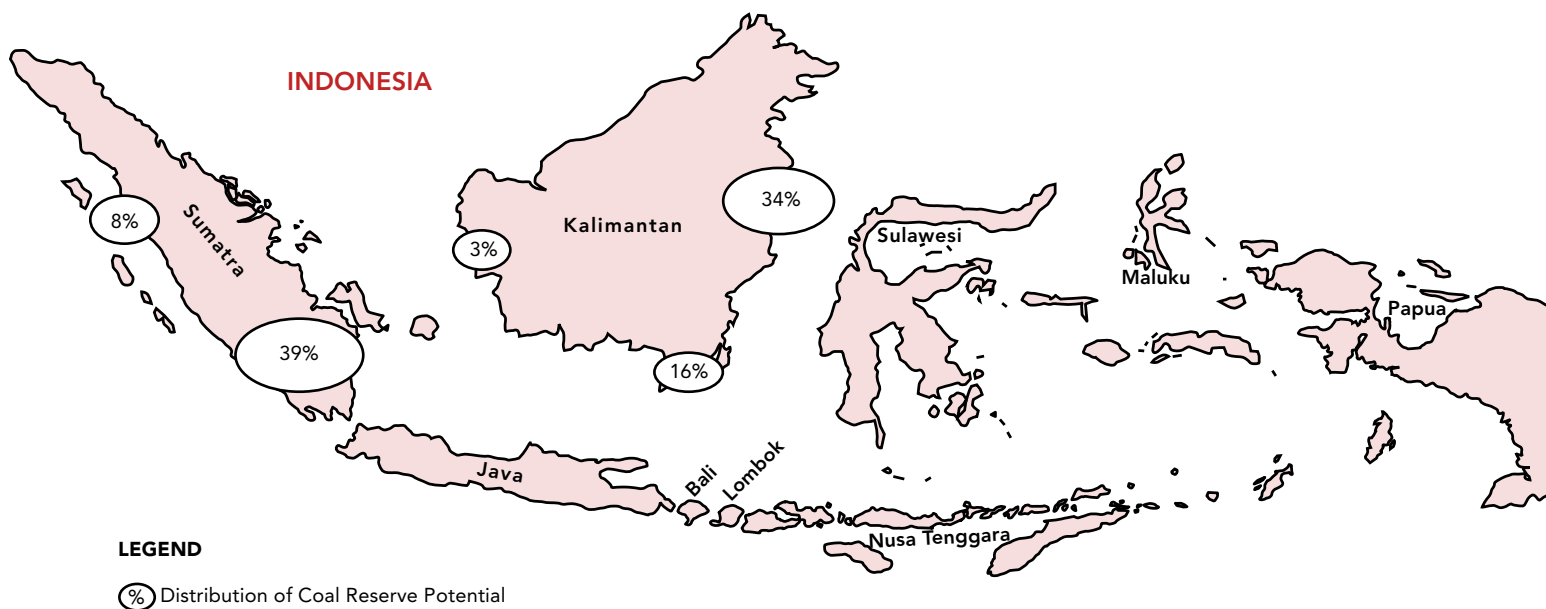 INDONESIA
34%
8%
Sumatra
Kalimantan
3%
Sulawesi
Maluku
Papua
39%
16%
Java
Bali
Lombok
Nusa Tenggara
LEGEND
% Distribution of Coal Reserve Potential